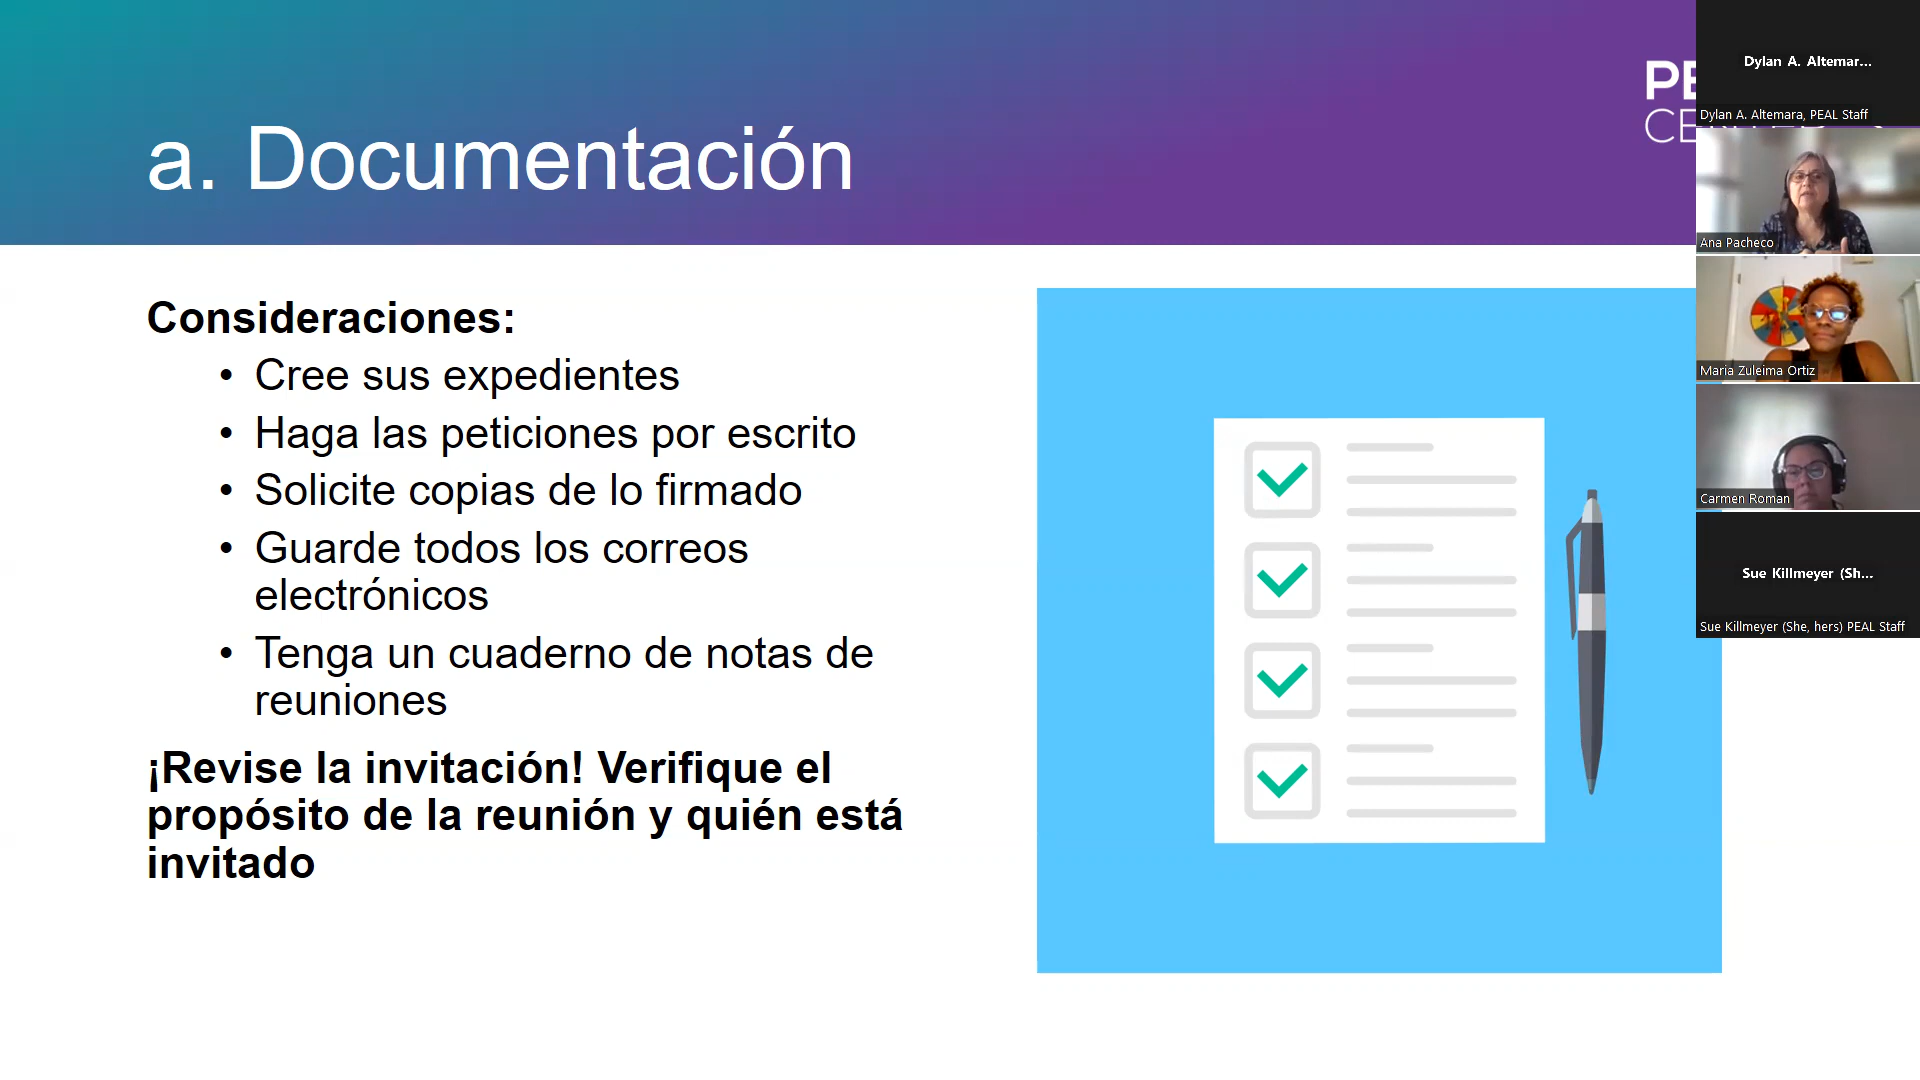 a. Documentación
Consideraciones:
• Cree sus expedientes
• Haga las peticiones por escrito
• Solicite copias de lo firmado
• Guarde todos los correos
electrónicos
• Tenga un cuaderno de notas de
reuniones
¡Revise la invitación! Verifique el
propósito de la reunión y quién está
invitado
Dylan A. Altemar...
Dylan A. Altemara, PEAL Staff
Ana Pacheco
Maria Zuleima Ortiz
Carmen Roman
Sue Killmeyer (Sh...
Sue Killmeyer (She, hers) PEAL Staff